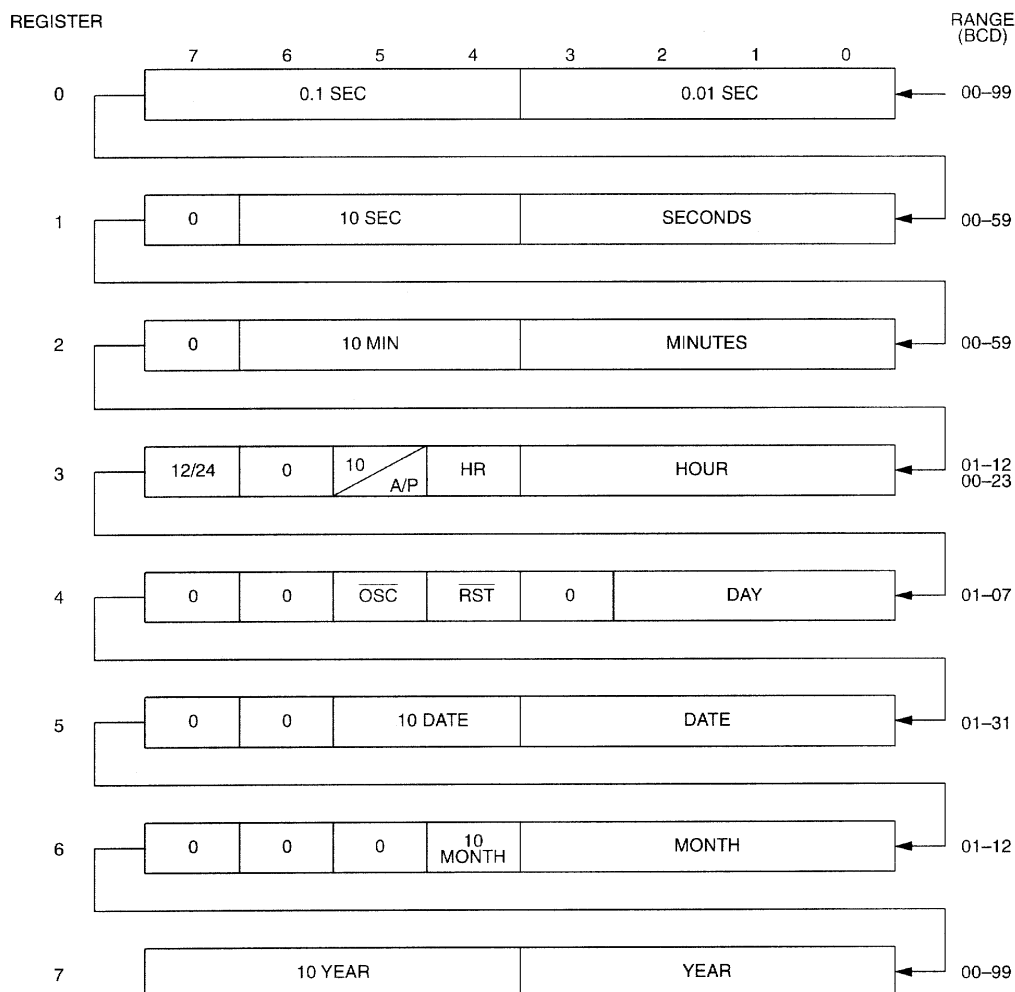 REGISTER
RANGE
(BCD)
7 6 5 4 3 2 1 0
0 0.1 SEC 0.01 SEC 00–99
1 0 10 SEC SECONDS 00–59
2 0 10 MIN MINUTES 00–59
3 12/24 0 10 A/P HR HOUR 01–12
00–23
4 0 0 OSC RST 0 DAY 01–07
5 0 0 10 DATE DATE 01–31
6 0 0 0 10 MONTH MONTH 01–12
7 10 YEAR YEAR 00–99